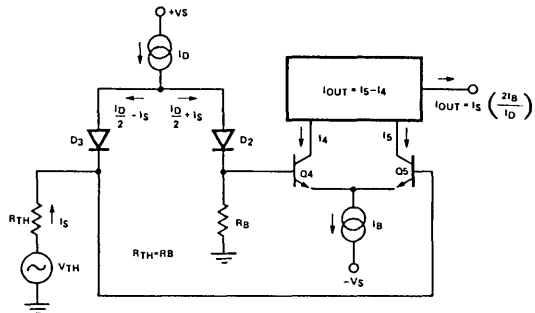 +VS
ID
ID/2 - IS
ID/2 + IS
D3
D2
IOUT = I5 - I4
IOUT = IS (2IB/ID)
I4
I5
Q4
Q5
RTH
IS
RB
IB
RTH = RB
VTH
-VS